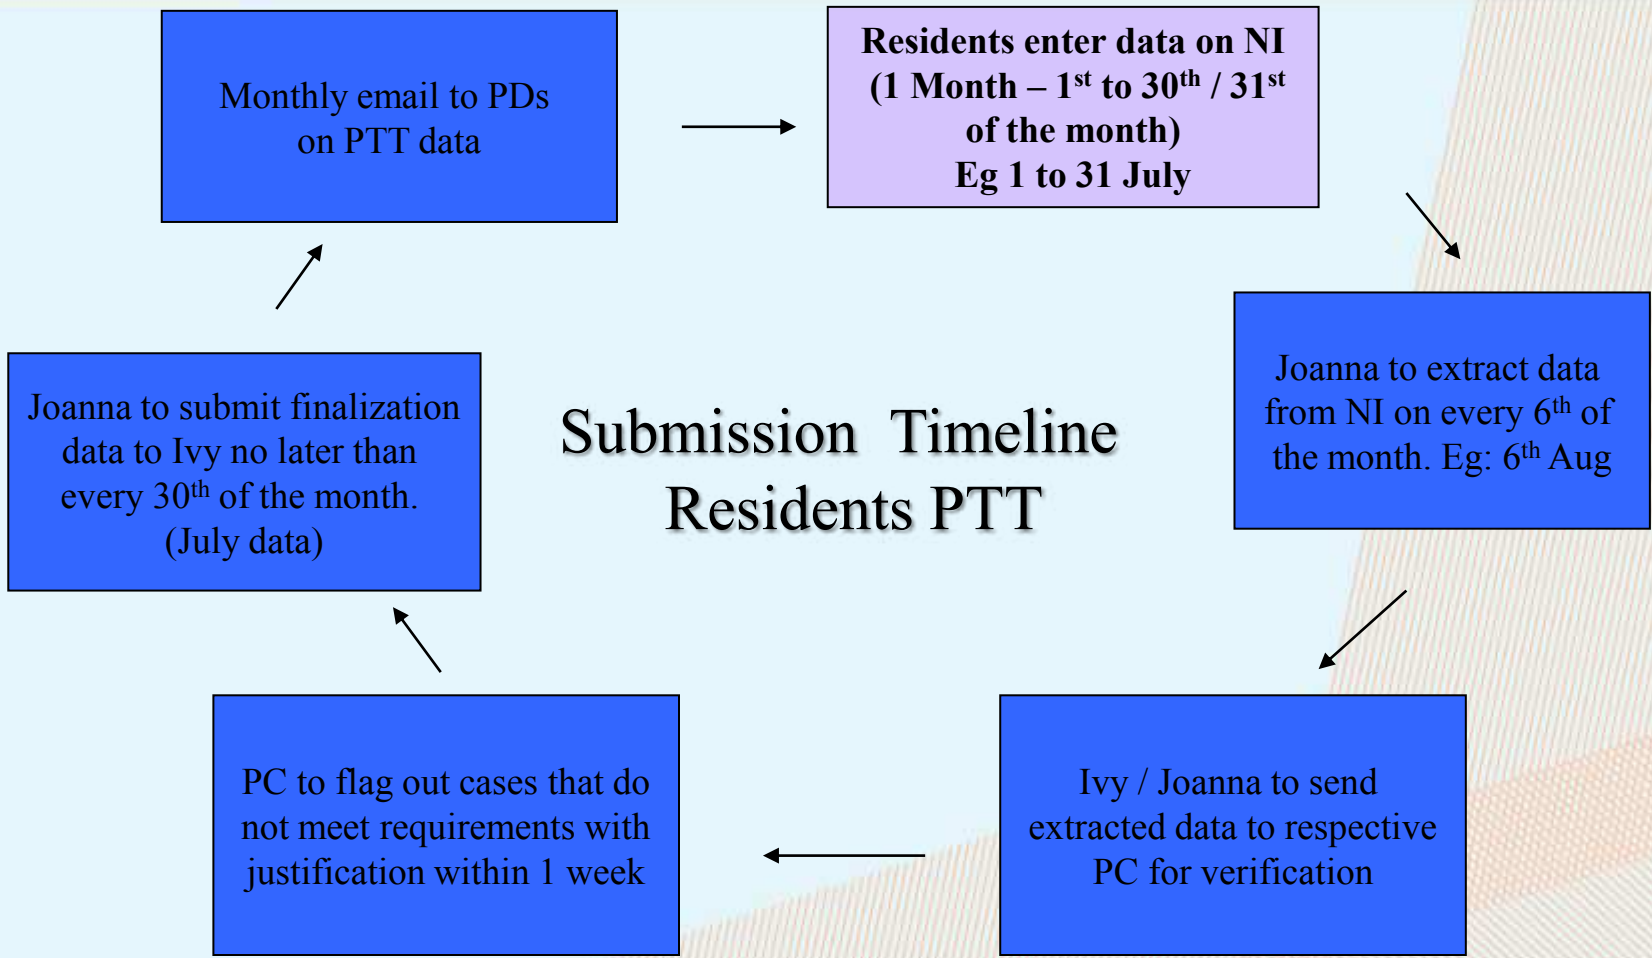 Monthly email to PDs
on PTT data
Residents enter data on NI
(1 Month – 1st to 30th / 31st
of the month)
Eg 1 to 31 July
Joanna to extract data
from NI on every 6th of
the month. Eg: 6th Aug
Ivy / Joanna to send
extracted data to respective
PC for verification
PC to flag out cases that do
not meet requirements with
justification within 1 week
Joanna to submit finalization
data to Ivy no later than
every 30th of the month.
(July data)
Submission Timeline
Residents PTT